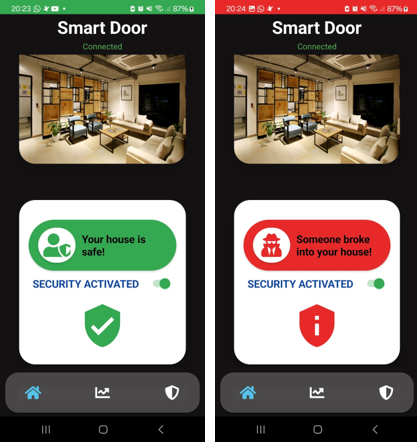 20:23
87%
Smart Door
Connected
Your house is
safe!
SECURITY ACTIVATED
20:24
87%
Smart Door
Connected
Someone broke
into your house!
SECURITY ACTIVATED